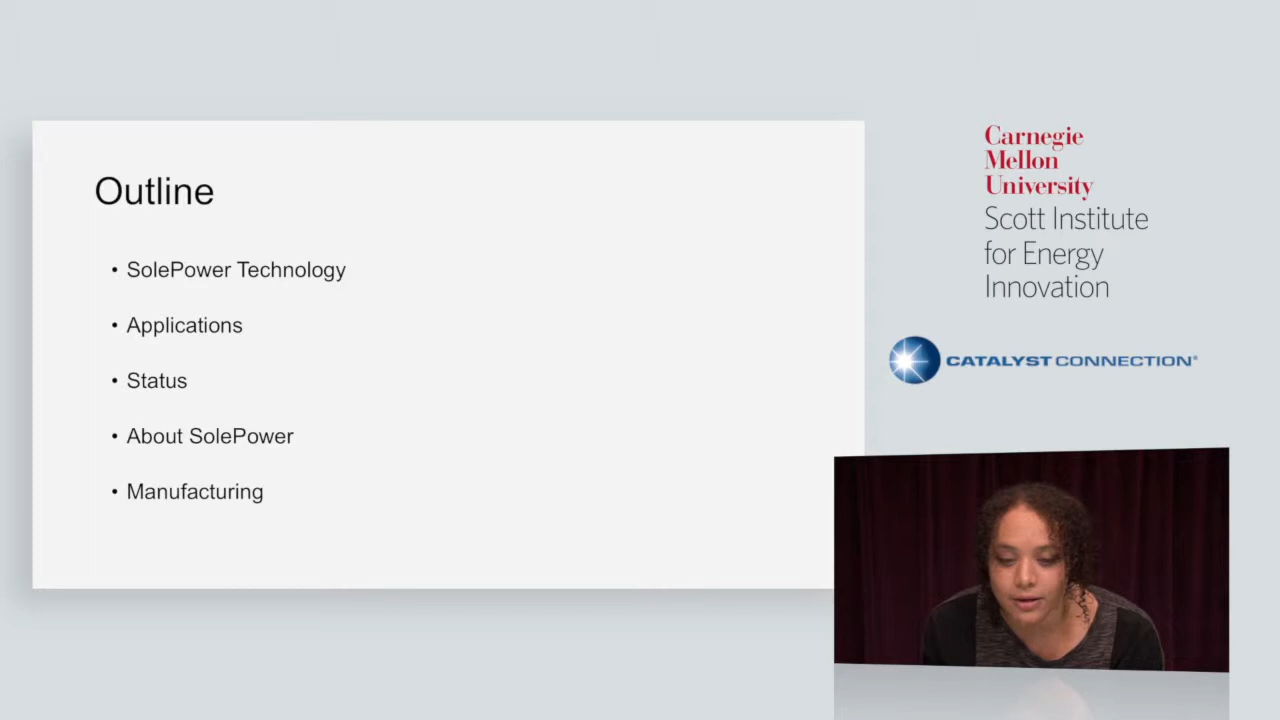 Outline
• SolePower Technology
• Applications
• Status
• About SolePower
• Manufacturing
Carnegie
Mellon
University
Scott Institute
for Energy
Innovation
CATALYST CONNECTION®